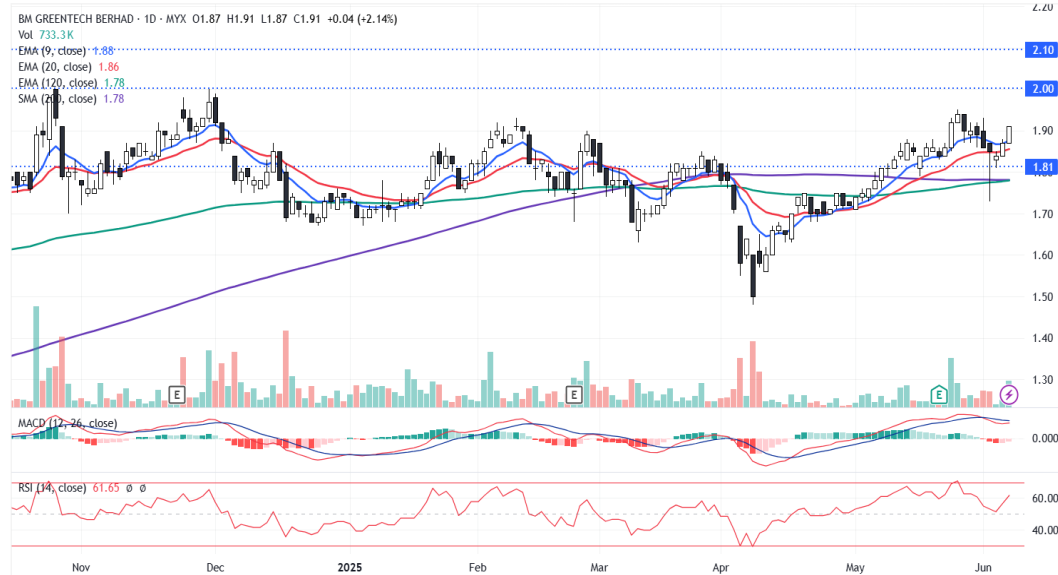 BM GREENTECH BERHAD · 1D · MYX O1.87 H1.91 L1.87 C1.91 +0.04 (+2.14%)
Vol 733.3K
EMA (9, close) 1.88
EMA (20, close) 1.86
EMA (120, close) 1.78
SMA (200, close) 1.78
2.20
2.10
2.00
1.90
1.81
1.70
1.60
1.50
1.40
1.30
E
E
E
MACD (12, 26, close)
0.000
RSI (14, close) 61.65 Ø Ø
60.00
40.00
Nov Dec 2025 Feb Mar Apr May Jun